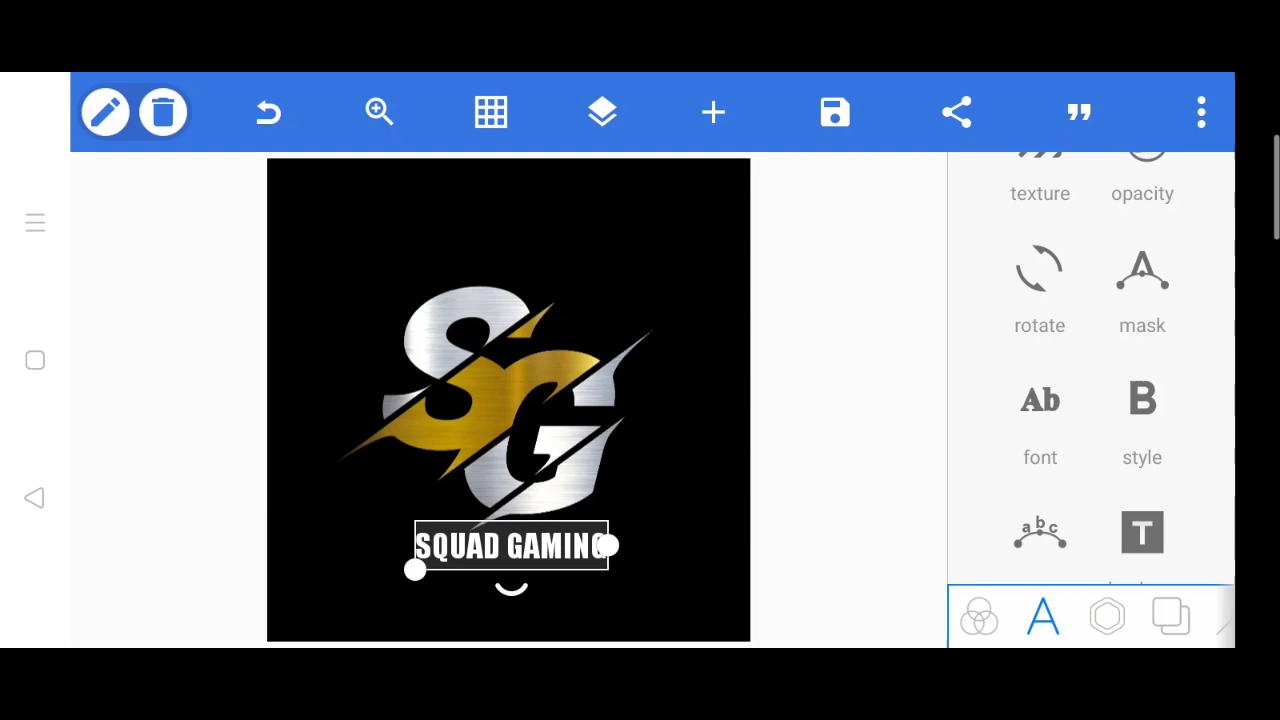 texture opacity
rotate mask
Ab B
font style
abc T
SG
SQUAD GAMING
A